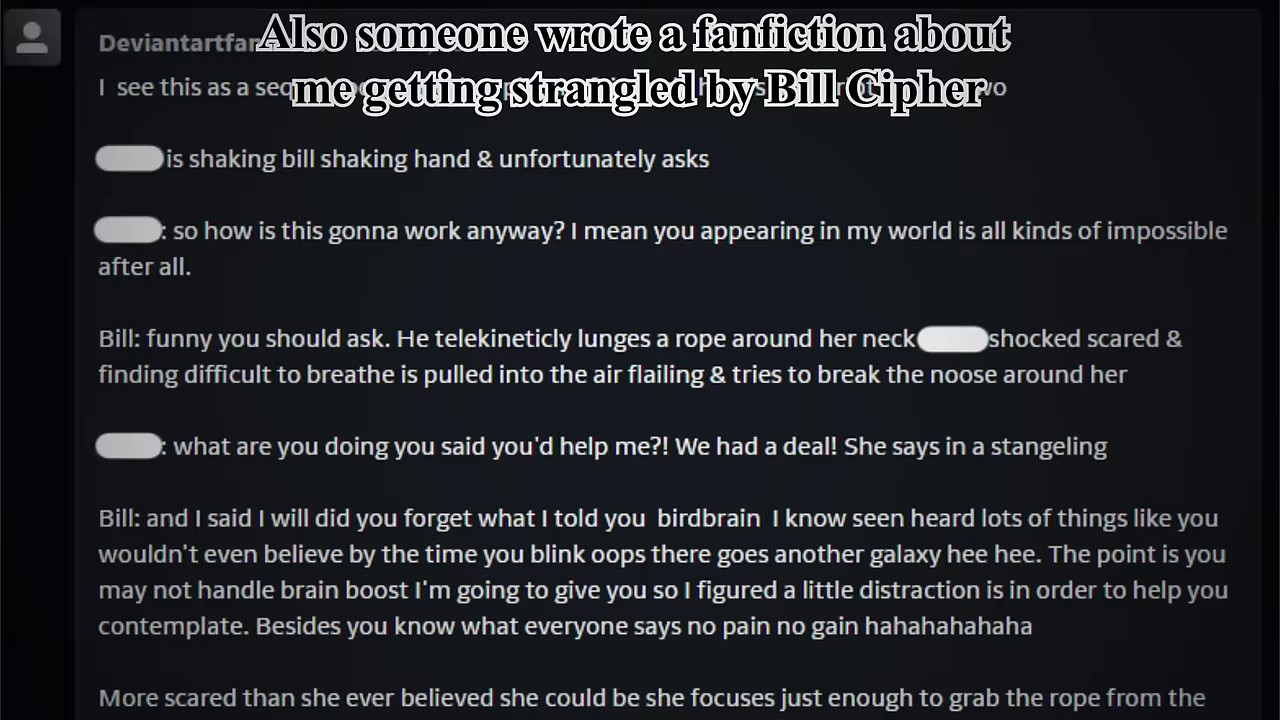 Also someone wrote a fanfiction about
me getting strangled by Bill Cipher
Deviantartfan
I see this as a seq
is shaking bill shaking hand & unfortunately asks
: so how is this gonna work anyway? I mean you appearing in my world is all kinds of impossible
after all.
Bill: funny you should ask. He telekineticly lunges a rope around her neck shocked scared &
finding difficult to breathe is pulled into the air flailing & tries to break the noose around her
: what are you doing you said you'd help me?! We had a deal! She says in a stangeling
Bill: and I said I will did you forget what I told you birdbrain I know seen heard lots of things like you
wouldn't even believe by the time you blink oops there goes another galaxy hee hee. The point is you
may not handle brain boost I'm going to give you so I figured a little distraction is in order to help you
contemplate. Besides you know what everyone says no pain no gain hahahahahaha
More scared than she ever believed she could be she focuses just enough to grab the rope from the